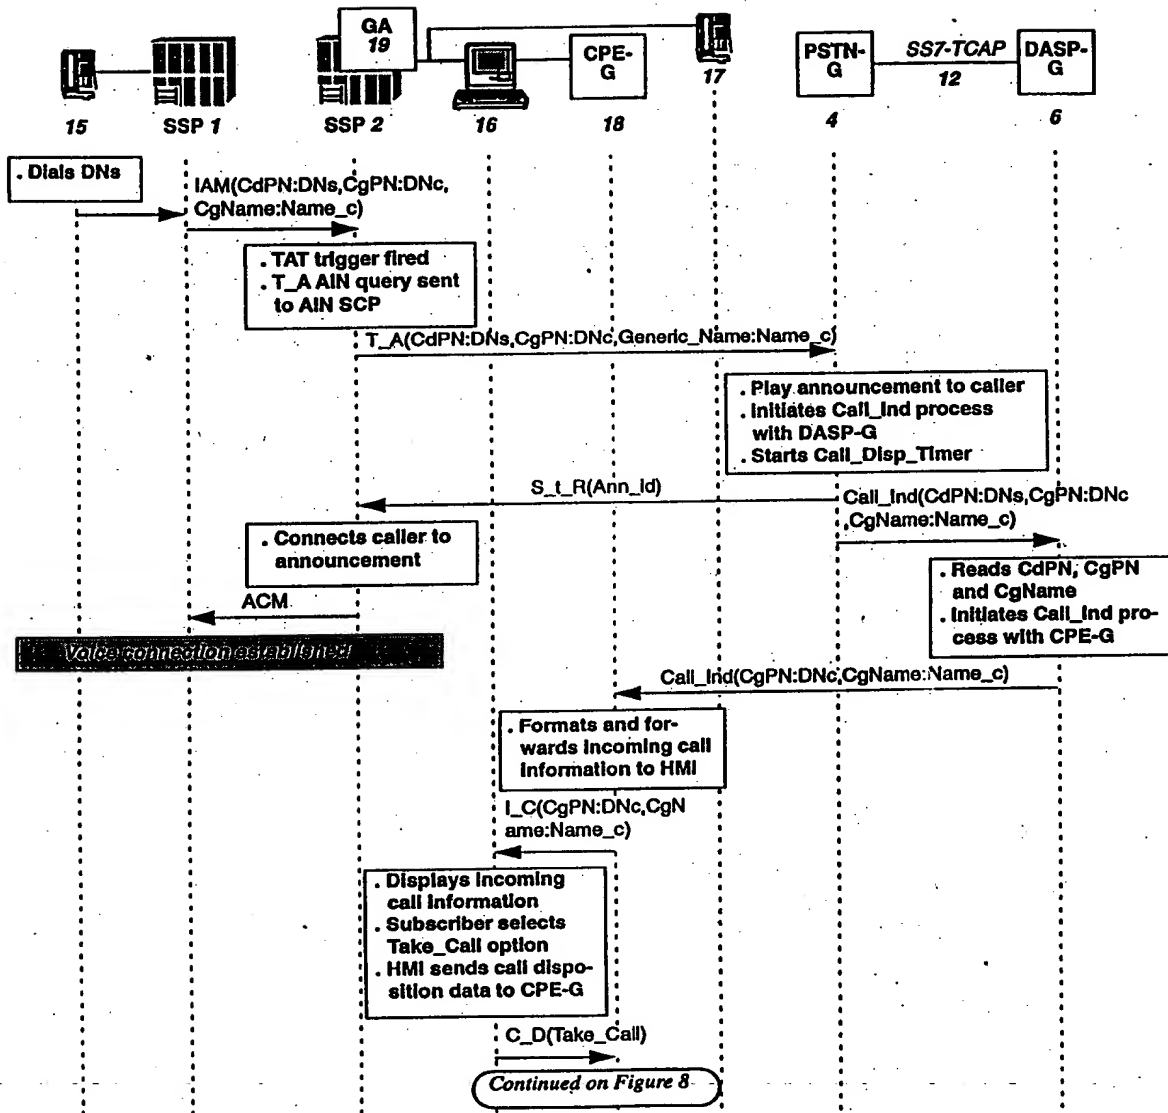 GA
19
CPE-
G
17
PSTN-
G
SS7-TCAP
12
DASP-
G
15
SSP 1
SSP 2
16
18
4
6
. Dials DNs
IAM(CdPN:DNs,CgPN:DNc,
CgName:Name_c)
. TAT trigger fired
. T_A AIN query sent
to AIN SCP
T_A(CdPN:DNs,CgPN:DNc,Generic_Name:Name_c)
. Play announcement to caller
. Initiates Call_Ind process
with DASP-G
. Starts Call_Disp_Timer
S_t_R(Ann_id)
Call_Ind(CdPN:DNs,CgPN:DNc
,CgName:Name_c)
. Connects caller to
announcement
. Reads CdPN, CgPN
and CgName
. Initiates Call_Ind pro-
cess with CPE-G
ACM
Voice connection established
Call_Ind(CgPN:DNc,CgName:Name_c)
. Formats and for-
wards incoming call
information to HMI
I_C(CgPN:DNc,CgN
ame:Name_c)
. Displays incoming
call information
. Subscriber selects
Take_Call option
. HMI sends call dispo-
sition data to CPE-G
C_D(Take_Call)
Continued on Figure 8